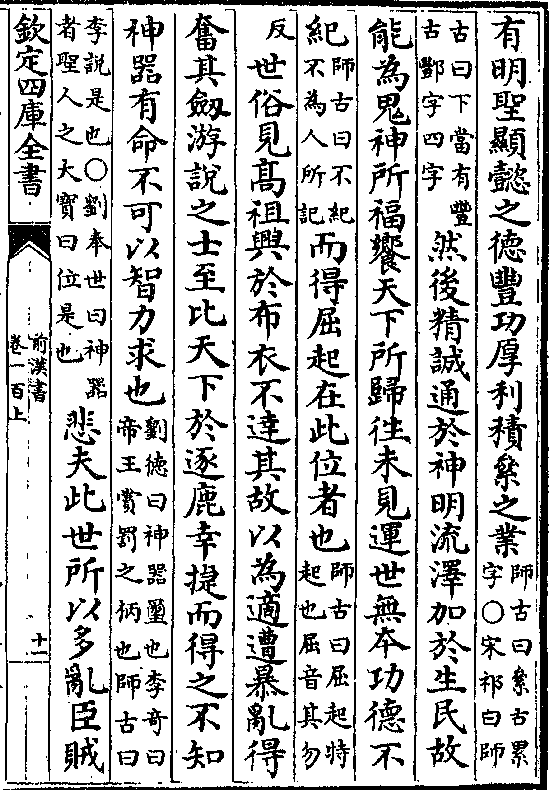 有明聖顯懿之德豐功厚利積絫之業師古曰絫古累字○宋祁曰師
古曰下當有豐古酆字四字然後精誠通於神明流澤加於生民故
能為鬼神所福饗天下所歸往未見運世無夲功德不
紀師古曰不紀不為人所記而得屈起在此位者也師古曰屈起特起也屈音其勿
反世俗見髙祖興於布衣不達其故以為適遭暴亂得
奮其劔游說之士至比天下於逐鹿幸捷而得之不知
神器有命不可以智力求也劉德曰神器璽也李奇曰帝王賞罰之柄也師古曰
李説是也○劉奉世曰神器者聖人之大寶曰位是也悲夫此世所以多亂臣賊
欽定四庫全書
前漢書
卷一百上
十一